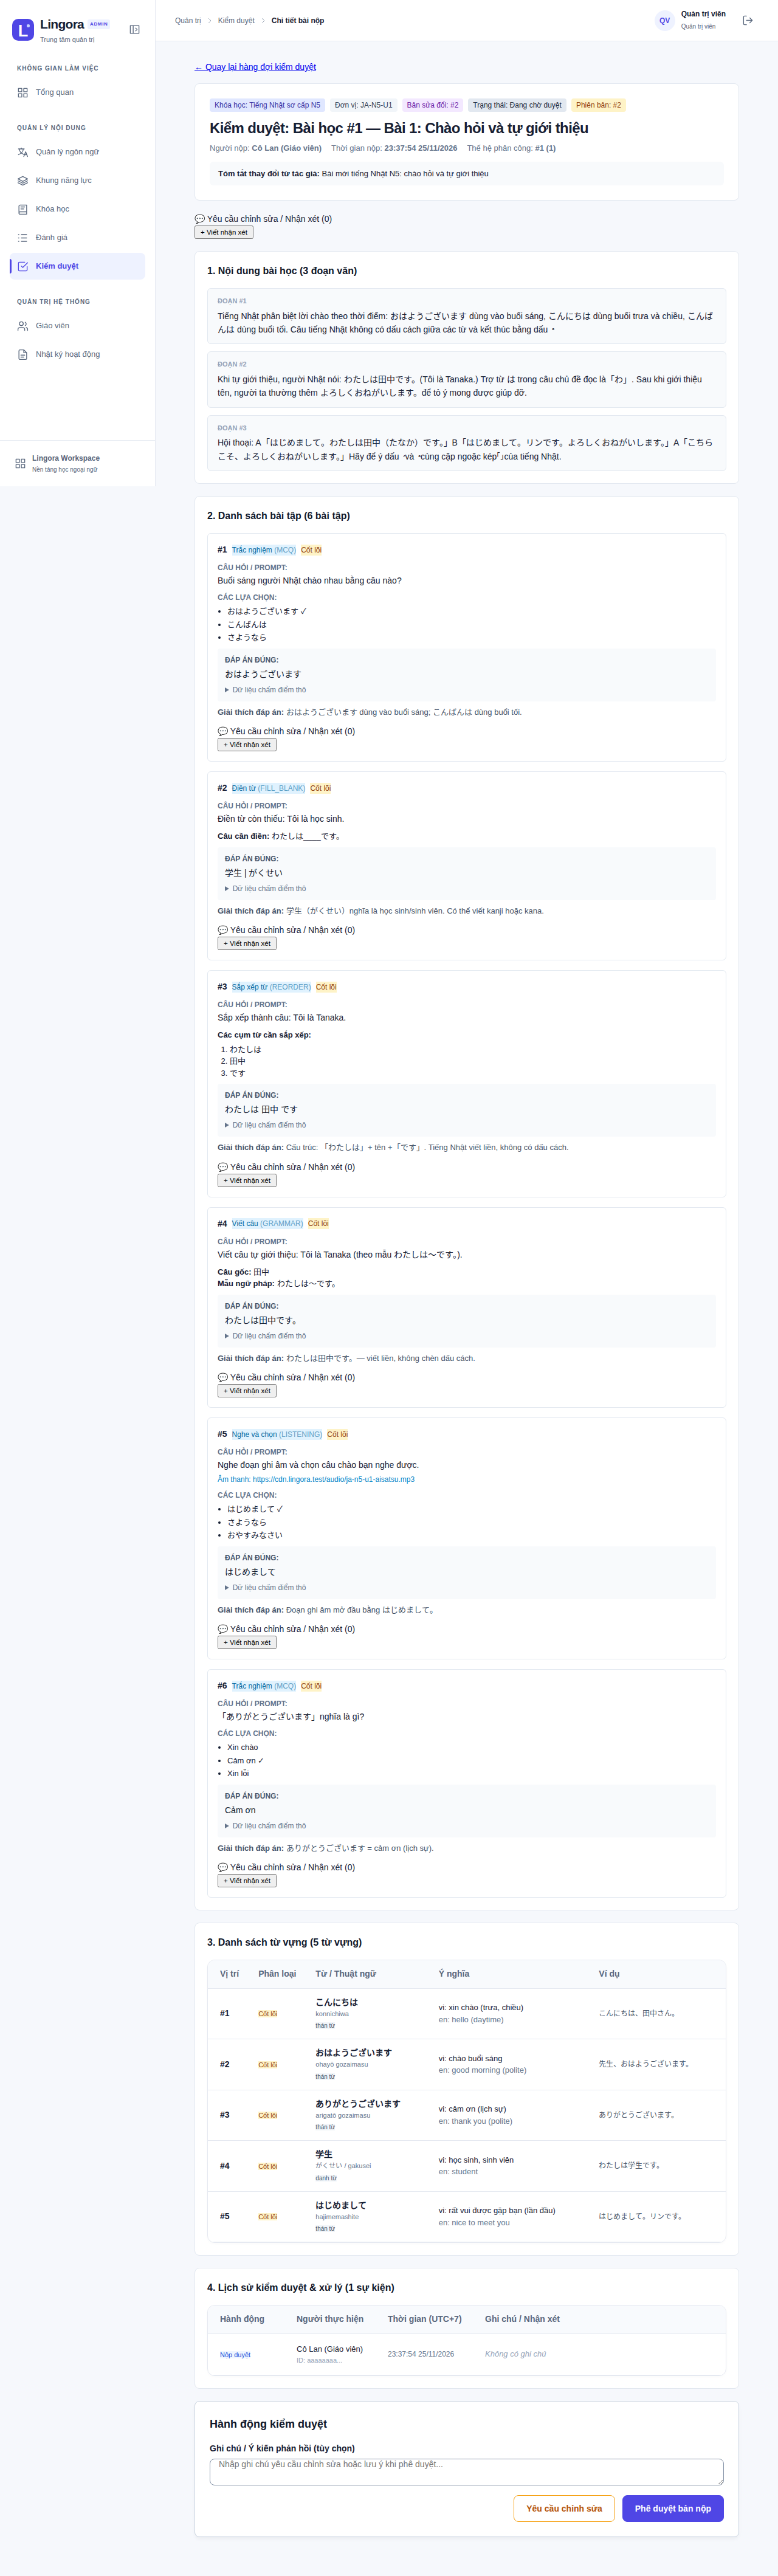 Lingora ADMIN
Trung tâm quản trị
KHÔNG GIAN LÀM VIỆC
Tổng quan
QUẢN LÝ NỘI DUNG
Quản lý ngôn ngữ
Khung năng lực
Khóa học
Đánh giá
Kiểm duyệt
QUẢN TRỊ HỆ THỐNG
Giáo viên
Nhật ký hoạt động
Lingora Workspace
Nền tảng học ngoại ngữ
Quản trị > Kiểm duyệt > Chi tiết bài nộp
QV Quản trị viên
Quản trị viên
← Quay lại hàng đợi kiểm duyệt
Khóa học: Tiếng Nhật sơ cấp N5 Đơn vị: JA-N5-U1 Bản sửa đổi: #2 Trạng thái: Đang chờ duyệt Phiên bản: #2
Kiểm duyệt: Bài học #1 — Bài 1: Chào hỏi và tự giới thiệu
Người nộp: Cô Lan (Giáo viên) Thời gian nộp: 23:37:54 25/11/2026 Thế hệ phân công: #1 (1)
Tóm tắt thay đổi từ tác giả: Bài mới tiếng Nhật N5: chào hỏi và tự giới thiệu
💬 Yêu cầu chỉnh sửa / Nhận xét (0)
+ Viết nhận xét
1. Nội dung bài học (3 đoạn văn)
ĐOẠN #1
Tiếng Nhật phân biệt lời chào theo thời điểm: おはようございます dùng vào buổi sáng, こんにちは dùng buổi trưa và chiều, こんば
んは dùng buổi tối. Câu tiếng Nhật không có dấu cách giữa các từ và kết thúc bằng dấu 。
ĐOẠN #2
Khi tự giới thiệu, người Nhật nói: わたしは田中です。(Tôi là Tanaka.) Trợ từ は trong câu chủ đề đọc là「わ」. Sau khi giới thiệu
tên, người ta thường thêm よろしくおねがいします。để tỏ ý mong được giúp đỡ.
ĐOẠN #3
Hội thoại: A「はじめまして。わたしは田中（たなか）です。」B「はじめまして。リンです。よろしくおねがいします。」A「こちら
こそ、よろしくおねがいします。」Hãy để ý dấu 、và 。cùng cặp ngoặc kép「」của tiếng Nhật.
2. Danh sách bài tập (6 bài tập)
#1 Trắc nghiệm (MCQ) Cốt lõi
CÂU HỎI / PROMPT:
Buổi sáng người Nhật chào nhau bằng câu nào?
CÁC LỰA CHỌN:
• おはようございます ✓
• こんばんは
• さようなら
ĐÁP ÁN ĐÚNG:
おはようございます
▶ Dữ liệu chấm điểm thô
Giải thích đáp án: おはようございます dùng vào buổi sáng; こんばんは dùng buổi tối.
💬 Yêu cầu chỉnh sửa / Nhận xét (0)
+ Viết nhận xét
#2 Điền từ (FILL_BLANK) Cốt lõi
CÂU HỎI / PROMPT:
Điền từ còn thiếu: Tôi là học sinh.
Câu cần điền: わたしは____です。
ĐÁP ÁN ĐÚNG:
学生 | がくせい
▶ Dữ liệu chấm điểm thô
Giải thích đáp án: 学生（がくせい）nghĩa là học sinh/sinh viên. Có thể viết kanji hoặc kana.
💬 Yêu cầu chỉnh sửa / Nhận xét (0)
+ Viết nhận xét
#3 Sắp xếp từ (REORDER) Cốt lõi
CÂU HỎI / PROMPT:
Sắp xếp thành câu: Tôi là Tanaka.
Các cụm từ cần sắp xếp:
1. わたしは
2. 田中
3. です
ĐÁP ÁN ĐÚNG:
わたしは 田中 です
▶ Dữ liệu chấm điểm thô
Giải thích đáp án: Cấu trúc: 「わたしは」+ tên +「です」. Tiếng Nhật viết liền, không có dấu cách.
💬 Yêu cầu chỉnh sửa / Nhận xét (0)
+ Viết nhận xét
#4 Viết câu (GRAMMAR) Cốt lõi
CÂU HỎI / PROMPT:
Viết câu tự giới thiệu: Tôi là Tanaka (theo mẫu わたしは〜です。).
Câu gốc: 田中
Mẫu ngữ pháp: わたしは〜です。
ĐÁP ÁN ĐÚNG:
わたしは田中です。
▶ Dữ liệu chấm điểm thô
Giải thích đáp án: わたしは田中です。— viết liền, không chèn dấu cách.
💬 Yêu cầu chỉnh sửa / Nhận xét (0)
+ Viết nhận xét
#5 Nghe và chọn (LISTENING) Cốt lõi
CÂU HỎI / PROMPT:
Nghe đoạn ghi âm và chọn câu chào bạn nghe được.
Âm thanh: https://cdn.lingora.test/audio/ja-n5-u1-aisatsu.mp3
CÁC LỰA CHỌN:
• はじめまして ✓
• さようなら
• おやすみなさい
ĐÁP ÁN ĐÚNG:
はじめまして
▶ Dữ liệu chấm điểm thô
Giải thích đáp án: Đoạn ghi âm mở đầu bằng はじめまして。
💬 Yêu cầu chỉnh sửa / Nhận xét (0)
+ Viết nhận xét
#6 Trắc nghiệm (MCQ) Cốt lõi
CÂU HỎI / PROMPT:
「ありがとうございます」nghĩa là gì?
CÁC LỰA CHỌN:
• Xin chào
• Cảm ơn ✓
• Xin lỗi
ĐÁP ÁN ĐÚNG:
Cảm ơn
▶ Dữ liệu chấm điểm thô
Giải thích đáp án: ありがとうございます = cảm ơn (lịch sự).
💬 Yêu cầu chỉnh sửa / Nhận xét (0)
+ Viết nhận xét
3. Danh sách từ vựng (5 từ vựng)
Vị trí Phân loại Từ / Thuật ngữ Ý nghĩa Ví dụ
#1 Cốt lõi こんにちは konnichiwa thán từ vi: xin chào (trưa, chiều) en: hello (daytime) こんにちは、田中さん。
#2 Cốt lõi おはようございます ohayō gozaimasu thán từ vi: chào buổi sáng en: good morning (polite) 先生、おはようございます。
#3 Cốt lõi ありがとうございます arigatō gozaimasu thán từ vi: cảm ơn (lịch sự) en: thank you (polite) ありがとうございます。
#4 Cốt lõi 学生 がくせい / gakusei danh từ vi: học sinh, sinh viên en: student わたしは学生です。
#5 Cốt lõi はじめまして hajimemashite thán từ vi: rất vui được gặp bạn (lần đầu) en: nice to meet you はじめまして。リンです。
4. Lịch sử kiểm duyệt & xử lý (1 sự kiện)
Hành động Người thực hiện Thời gian (UTC+7) Ghi chú / Nhận xét
Nộp duyệt Cô Lan (Giáo viên) ID: aaaaaaaa... 23:37:54 25/11/2026 Không có ghi chú
Hành động kiểm duyệt
Ghi chú / Ý kiến phản hồi (tùy chọn)
Nhập ghi chú yêu cầu chỉnh sửa hoặc lưu ý khi phê duyệt...
Yêu cầu chỉnh sửa Phê duyệt bản nộp